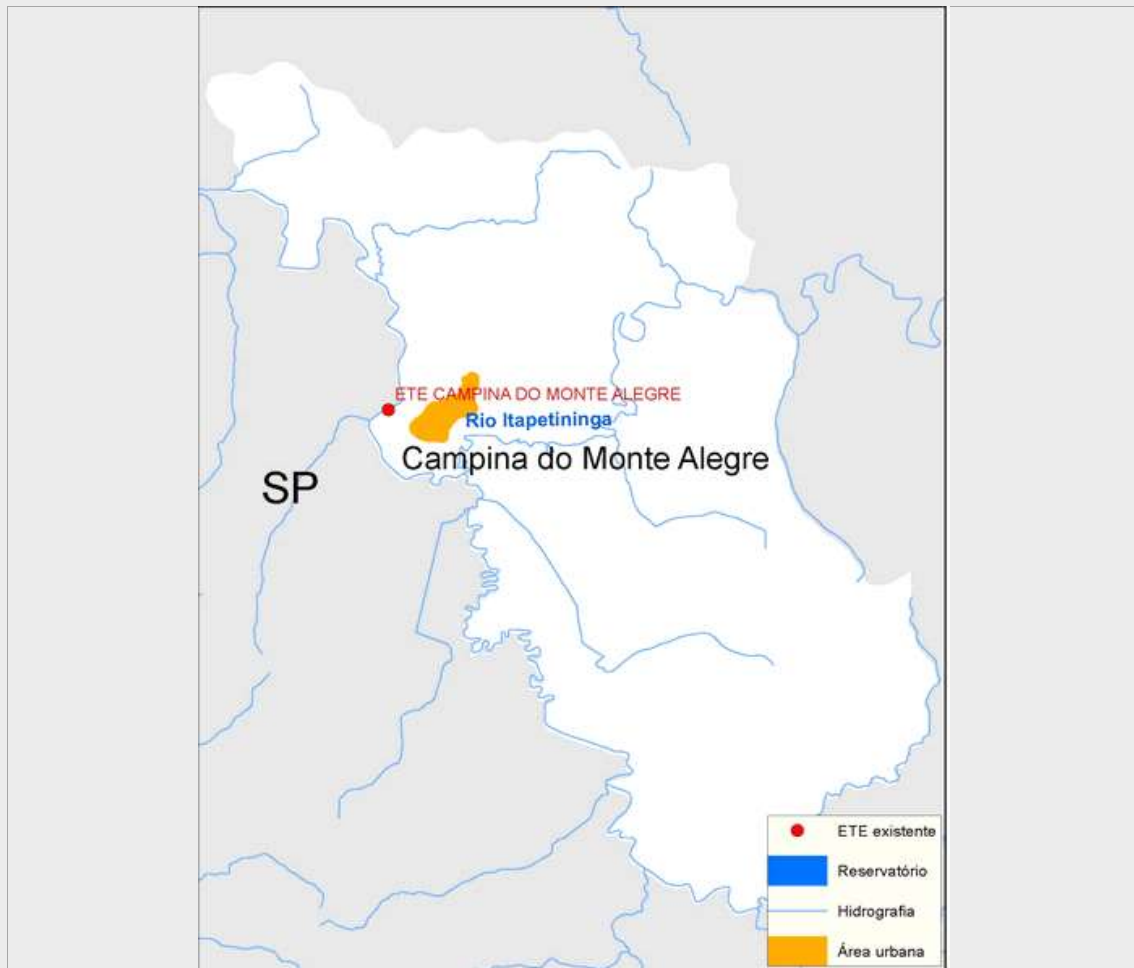 ETE CAMPINA DO MONTE ALEGRE
Rio Itapetininga
Campina do Monte Alegre
SP
ETE existente
Reservatório
Hidrografia
Área urbana